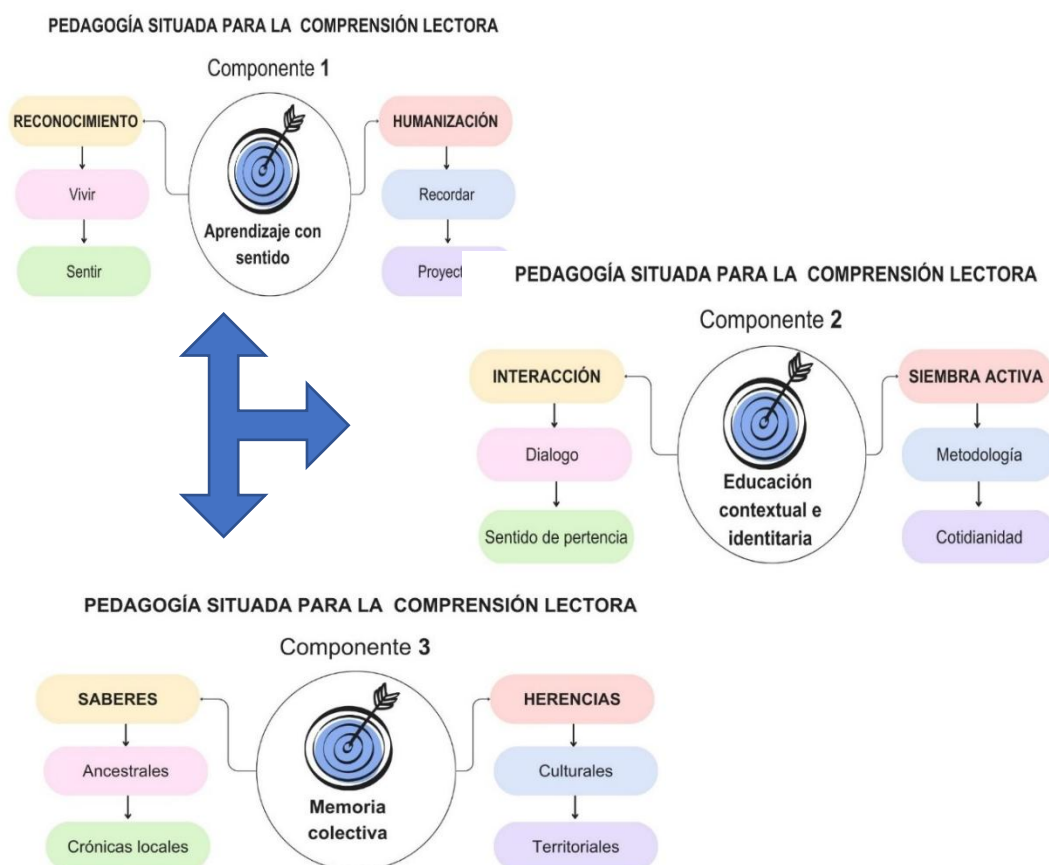 PEDAGOGÍA SITUADA PARA LA COMPRENSIÓN LECTORA
Componente 1
RECONOCIMIENTO
Vivir
Sentir
Aprendizaje con
sentido
HUMANIZACIÓN
Recordar
Proyect
PEDAGOGÍA SITUADA PARA LA COMPRENSIÓN LECTORA
Componente 2
INTERACCIÓN
Dialogo
Sentido de pertencia
Educación
contextual e
identitaria
SIEMBRA ACTIVA
Metodología
Cotidianidad
PEDAGOGÍA SITUADA PARA LA COMPRENSIÓN LECTORA
Componente 3
SABERES
Ancestrales
Crónicas locales
Memoria
colectiva
HERENCIAS
Culturales
Territoriales